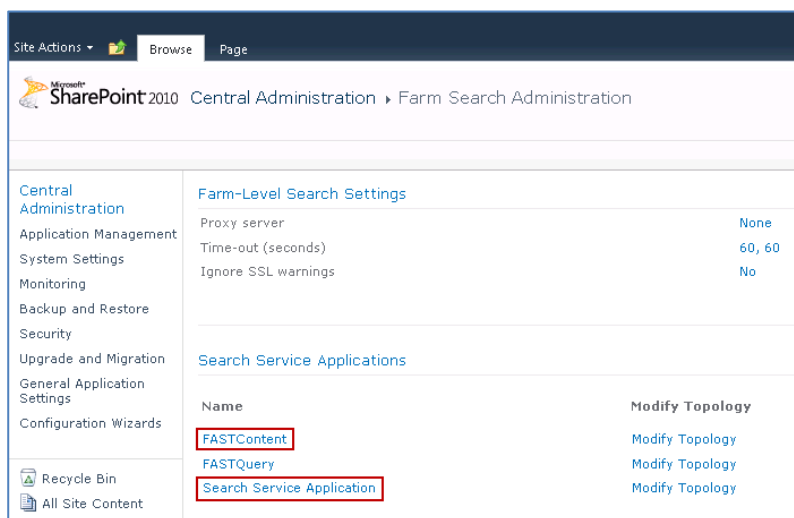 Site Actions
Browse
Page
Microsoft
SharePoint 2010
Central Administration
Farm Search Administration
Central
Administration
Application Management
System Settings
Monitoring
Backup and Restore
Security
Upgrade and Migration
General Application
Settings
Configuration Wizards
Recycle Bin
All Site Content
Farm-Level Search Settings
Proxy server None
Time-out (seconds) 60, 60
Ignore SSL warnings No
Search Service Applications
Name Modify Topology
FASTContent Modify Topology
FASTQuery Modify Topology
Search Service Application Modify Topology